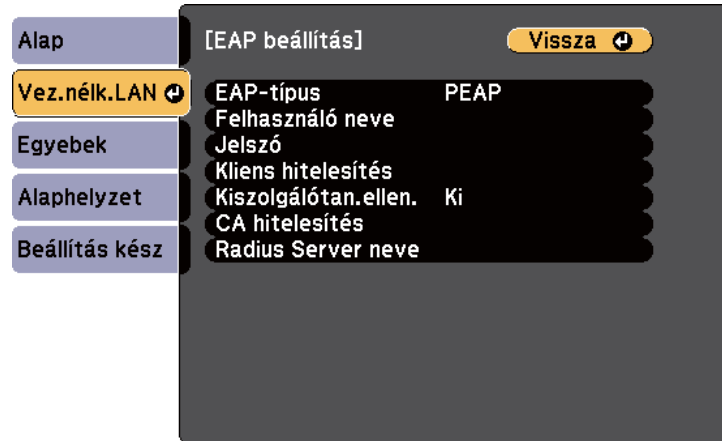 Alap
Vez.nélk.LAN
Egyebek
Alaphelyzet
Beállítás kész
[EAP beállítás]
Vissza
EAP-típus PEAP
Felhasználó neve
Jelszó
Kliens hitelesítés
Kiszolgálótan.ellen. Ki
CA hitelesítés
Radius Server neve